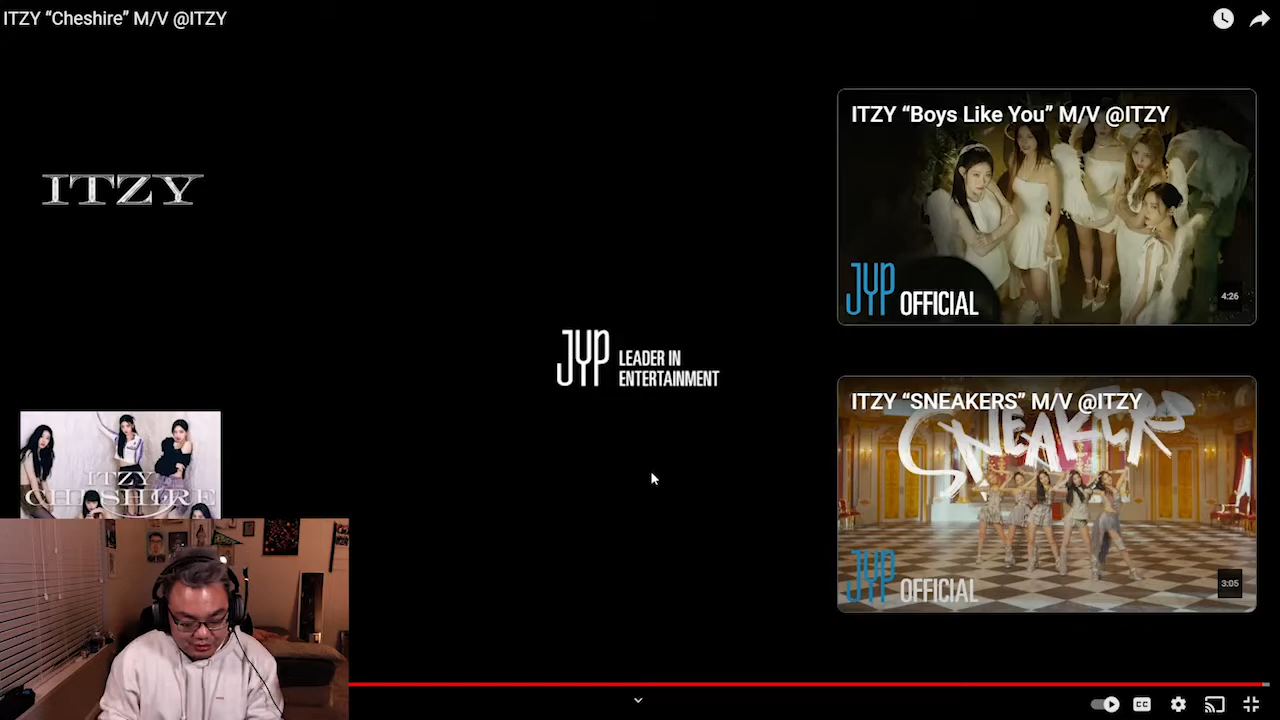 ITZY “Cheshire” M/V @ITZY
ITZY “Boys Like You” M/V @ITZY
ITZY
JYP OFFICIAL
4:26
JYP LEADER IN
ENTERTAINMENT
ITZY “SNEAKERS” M/V @ITZY
SNEAKERS
ITZY
CHESHIRE
JYP OFFICIAL
3:05
CC